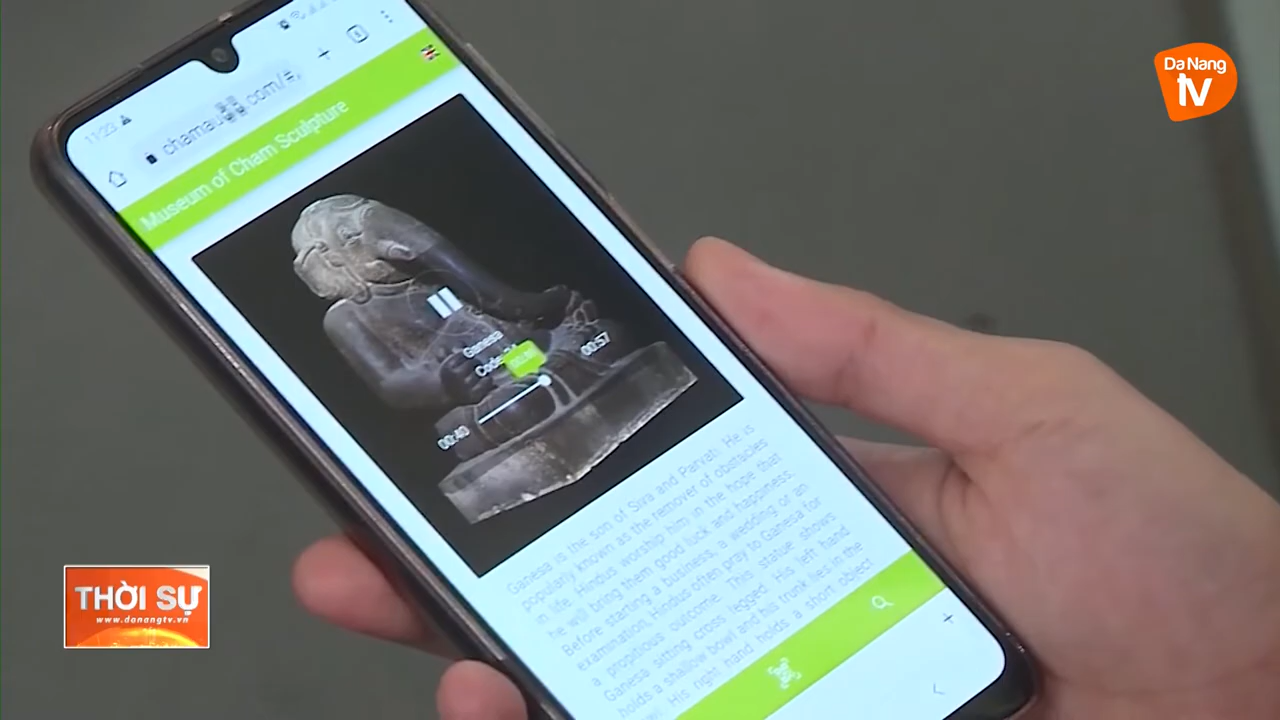 Da Nang
tv
11:23
Museum of Cham Sculpture
Ganesa
00:57
00:40
Ganesa is the son of Siva and Parvati. He is
popularly known as the remover of obstacles
in life. Hindus worship him in the hope that
he will bring them good luck and happiness.
Before starting a business, a wedding or an
examination, Hindus often pray to Ganesa for
a propitious outcome. This statue shows
Ganesa sitting cross legged. His left hand
holds a shallow bowl and his trunk lies in the
His right hand holds a short object
THỜI SỰ
www.danangtv.vn